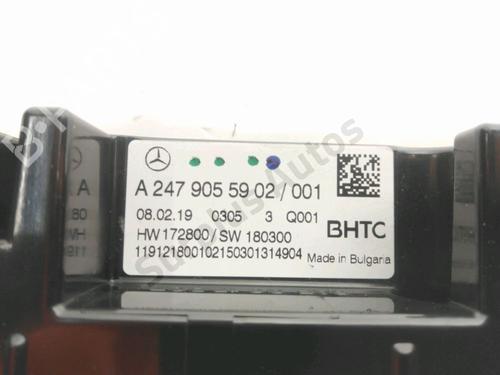 A 247 905 59 02 / 001
08.02.19 0305 3 Q001
HW 172800 / SW 180300
BHTC
119121800102150301314904 Made in Bulgaria